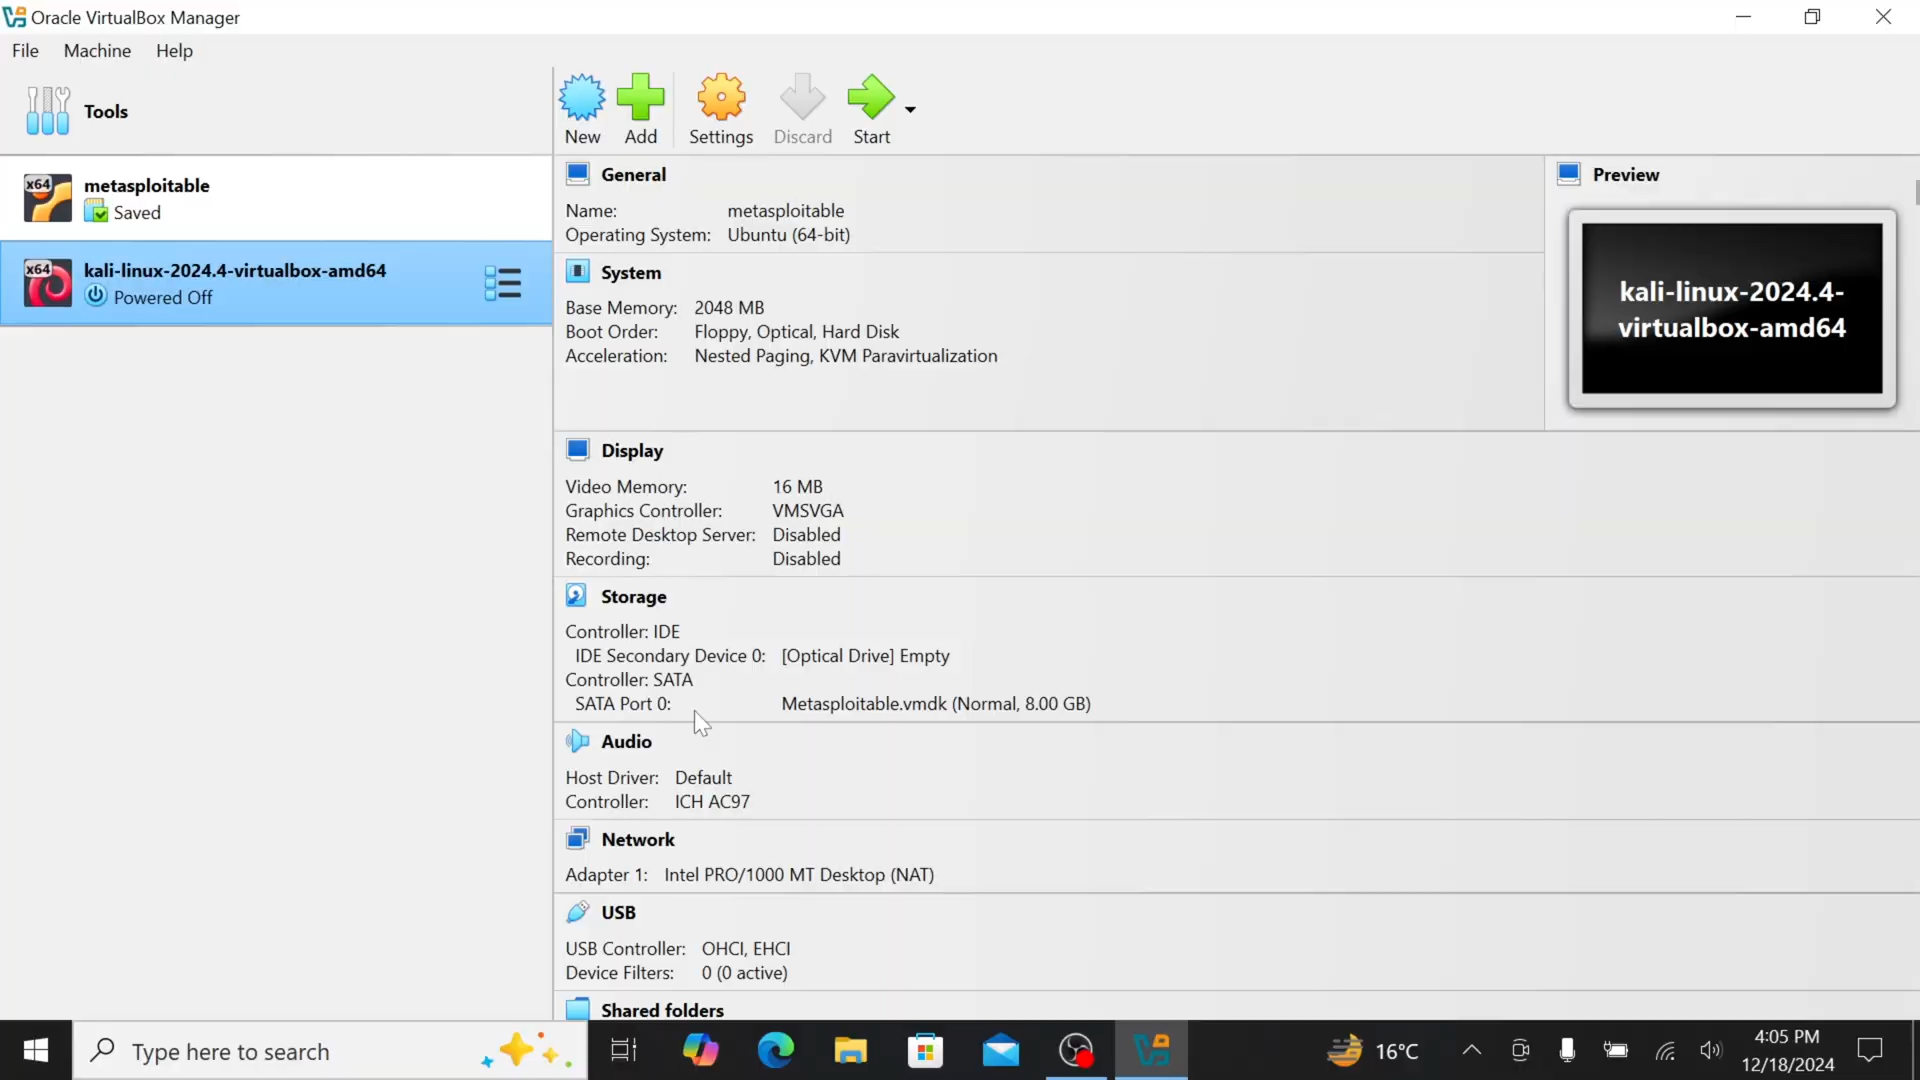 Oracle VirtualBox Manager
File Machine Help
Tools
New Add Settings Discard Start
x64 metasploitable
Saved
x64 kali-linux-2024.4-virtualbox-amd64
Powered Off
General
Name: metasploitable
Operating System: Ubuntu (64-bit)
System
Base Memory: 2048 MB
Boot Order: Floppy, Optical, Hard Disk
Acceleration: Nested Paging, KVM Paravirtualization
Preview
kali-linux-2024.4-
virtualbox-amd64
Display
Video Memory: 16 MB
Graphics Controller: VMSVGA
Remote Desktop Server: Disabled
Recording: Disabled
Storage
Controller: IDE
IDE Secondary Device 0: [Optical Drive] Empty
Controller: SATA
SATA Port 0: Metasploitable.vmdk (Normal, 8.00 GB)
Audio
Host Driver: Default
Controller: ICH AC97
Network
Adapter 1: Intel PRO/1000 MT Desktop (NAT)
USB
USB Controller: OHCI, EHCI
Device Filters: 0 (0 active)
Shared folders
Type here to search
16°C
4:05 PM
12/18/2024